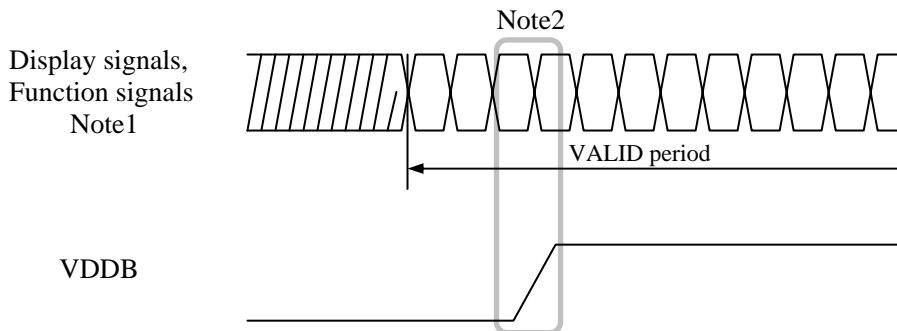 Note2
Display signals,
Function signals
Note1
VALID period
VDDB